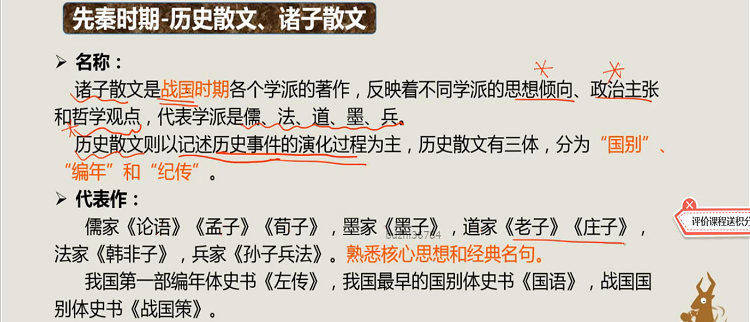 先秦时期-历史散文、诸子散文
➢ 名称：
诸子散文是战国时期各个学派的著作，反映着不同学派的思想倾向、政治主张
和哲学观点，代表学派是儒、法、道、墨、兵。
历史散文则以记述历史事件的演化过程为主，历史散文有三体，分为“国别”、
“编年”和“纪传”。
➢ 代表作：
儒家《论语》《孟子》《荀子》，墨家《墨子》，道家《老子》《庄子》，
法家《韩非子》，兵家《孙子兵法》。熟悉核心思想和经典名句。
评价课程送积分
我国第一部编年体史书《左传》，我国最早的国别体史书《国语》，战国国
别体史书《战国策》。